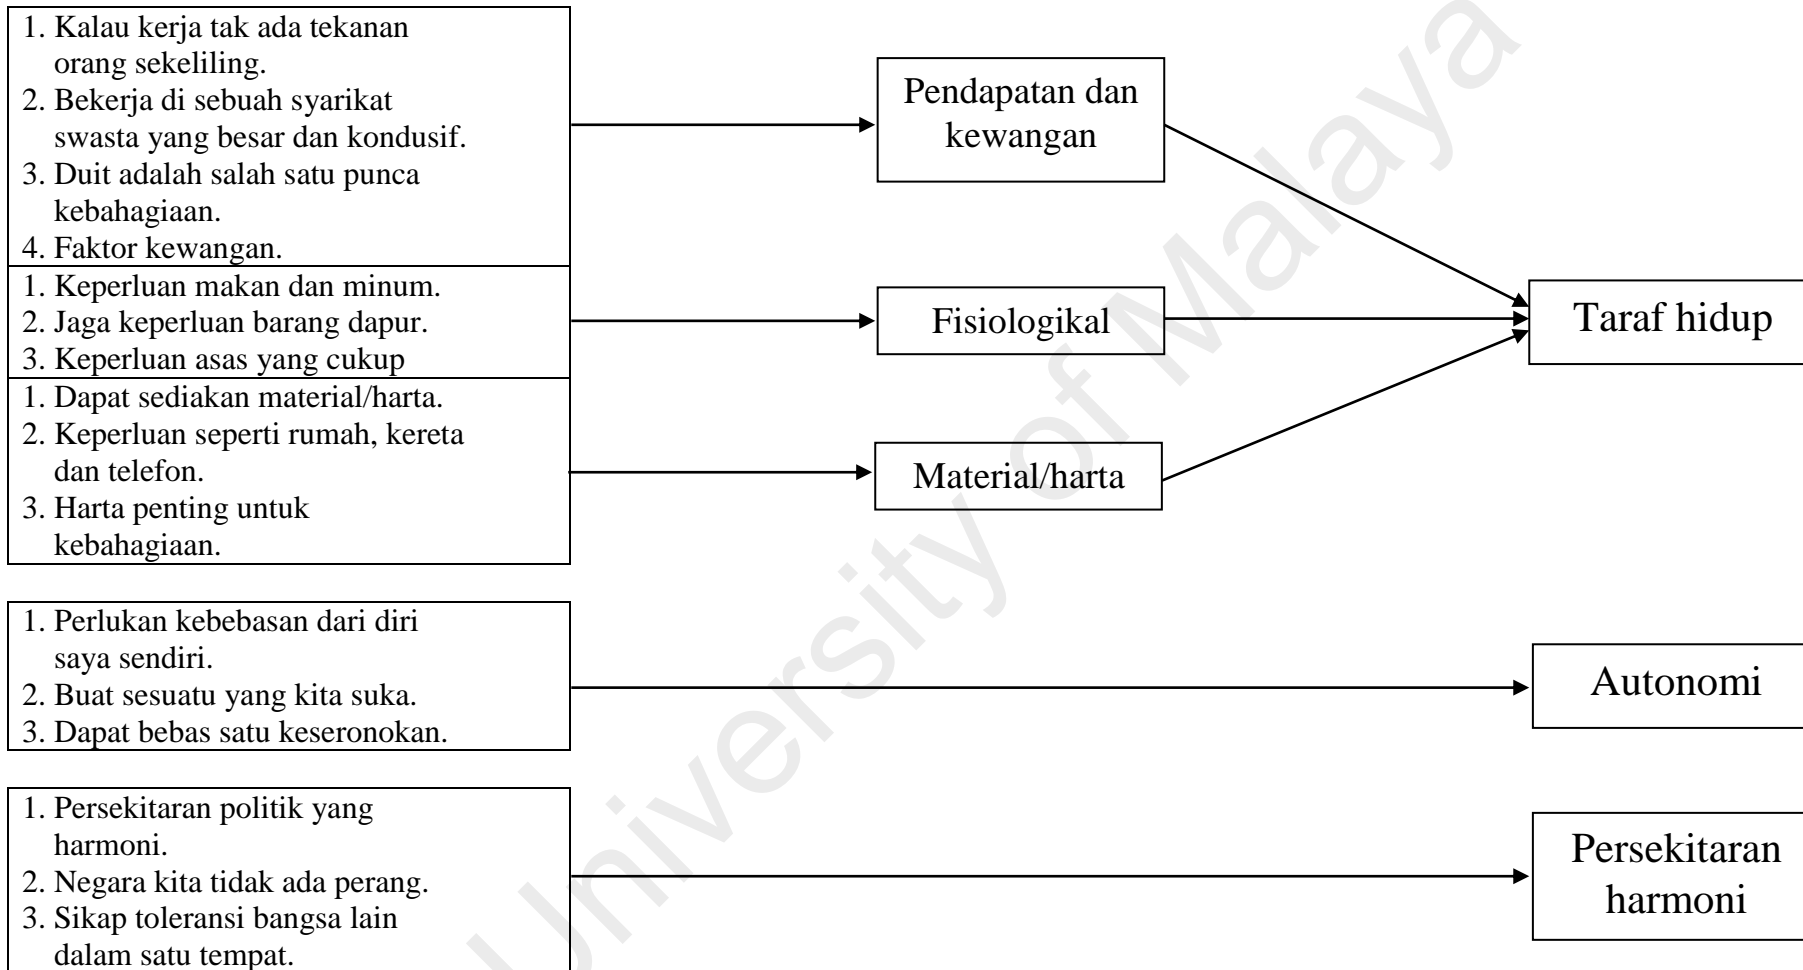 1. Kalau kerja tak ada tekanan
orang sekeliling.
2. Bekerja di sebuah syarikat
swasta yang besar dan kondusif.
3. Duit adalah salah satu punca
kebahagiaan.
4. Faktor kewangan.
Pendapatan dan
kewangan
1. Keperluan makan dan minum.
2. Jaga keperluan barang dapur.
3. Keperluan asas yang cukup
Fisiologikal
Taraf hidup
1. Dapat sediakan material/harta.
2. Keperluan seperti rumah, kereta
dan telefon.
3. Harta penting untuk
kebahagiaan.
Material/harta
1. Perlukan kebebasan dari diri
saya sendiri.
2. Buat sesuatu yang kita suka.
3. Dapat bebas satu keseronokan.
Autonomi
1. Persekitaran politik yang
harmoni.
2. Negara kita tidak ada perang.
3. Sikap toleransi bangsa lain
dalam satu tempat.
Persekitaran
harmoni
University of Malaya